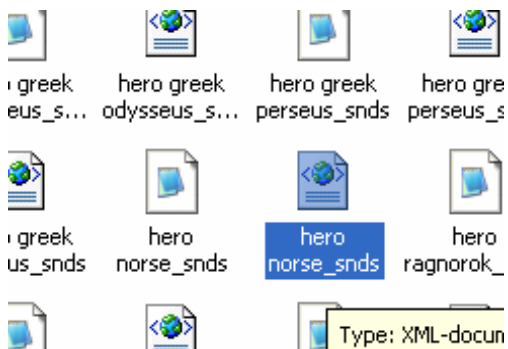 greek hero greek hero greek hero gre
eus_s... odysseus_s... perseus_snds perseus_s
greek hero hero hero
us_snds norse_snds norse_snds ragnorok_
Type: XML-docun